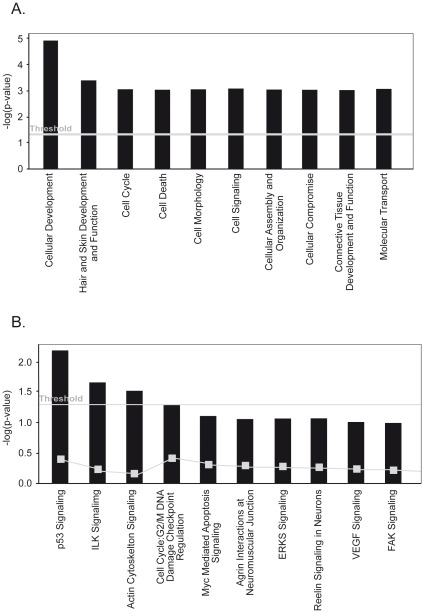 A.
5
4
3
2
1
0
-log(p-value)
Threshold
Cellular Development
Hair and Skin Development
and Function
Cell Cycle
Cell Death
Cell Morphology
Cell Signaling
Cellular Assembly and
Organization
Cellular Compromise
Connective Tissue
Development and Function
Molecular Transport
B.
2.0
1.5
1.0
0.5
0.0
-log(p-value)
Threshold
p53 Signaling
ILK Signaling
Actin Cytoskelton Signaling
Cell Cycle:G2/M DNA
Damage Checkpoint
Regulation
Myc Mediated Apoptosis
Signaling
Agrin Interactions at
Neuromuscular Junction
ERK5 Signaling
Reelin Signaling in Neurons
VEGF Signaling
FAK Signaling